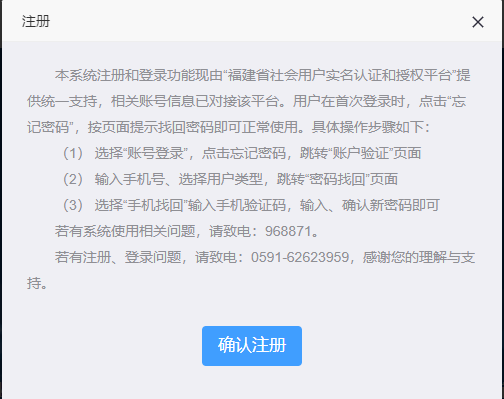 注册
本系统注册和登录功能现由“福建省社会用户实名认证和授权平台”提
供统一支持，相关账号信息已对接该平台。用户在首次登录时，点击“忘
记密码”，按页面提示找回密码即可正常使用。具体操作步骤如下：
（1） 选择“账号登录”，点击忘记密码，跳转“账户验证”页面
（2） 输入手机号、选择用户类型，跳转“密码找回”页面
（3） 选择“手机找回”输入手机验证码，输入、确认新密码即可
若有系统使用相关问题，请致电：968871。
若有注册、登录问题，请致电：0591-62623959，感谢您的理解与支
持。
确认注册